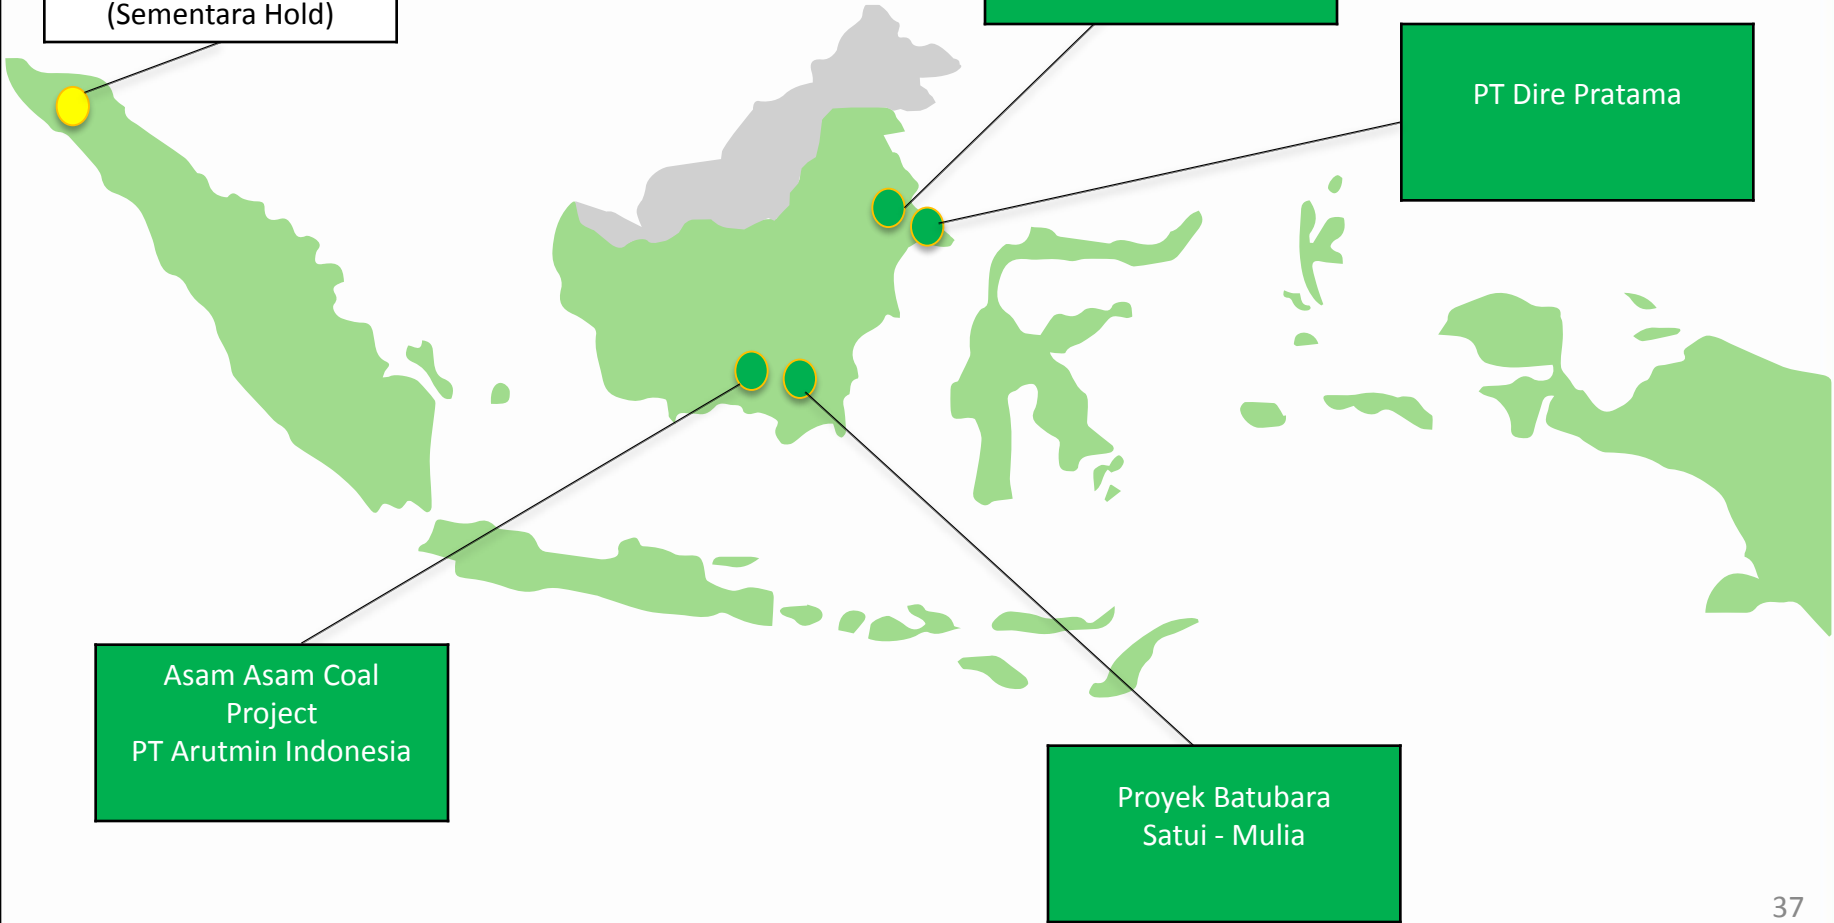 (Sementara Hold)
PT Dire Pratama
Asam Asam Coal
Project
PT Arutmin Indonesia
Proyek Batubara
Satui - Mulia
37